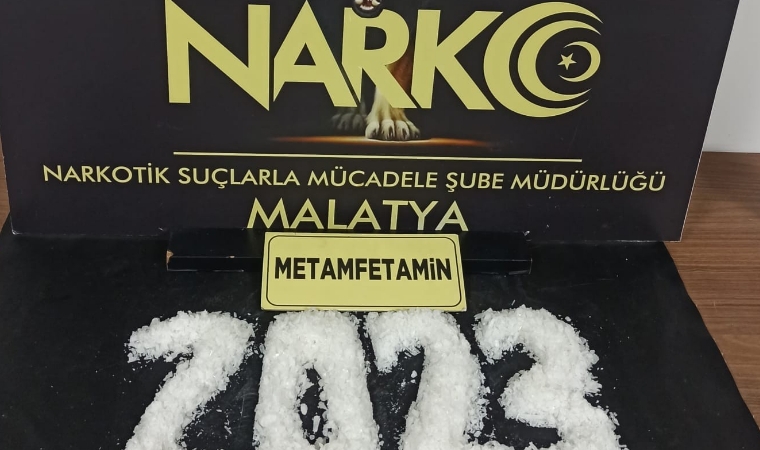 NARKO
NARKOTİK SUÇLARLA MÜCADELE ŞUBE MÜDÜRLÜĞÜ
MALATYA
METAMFETAMİN
2023